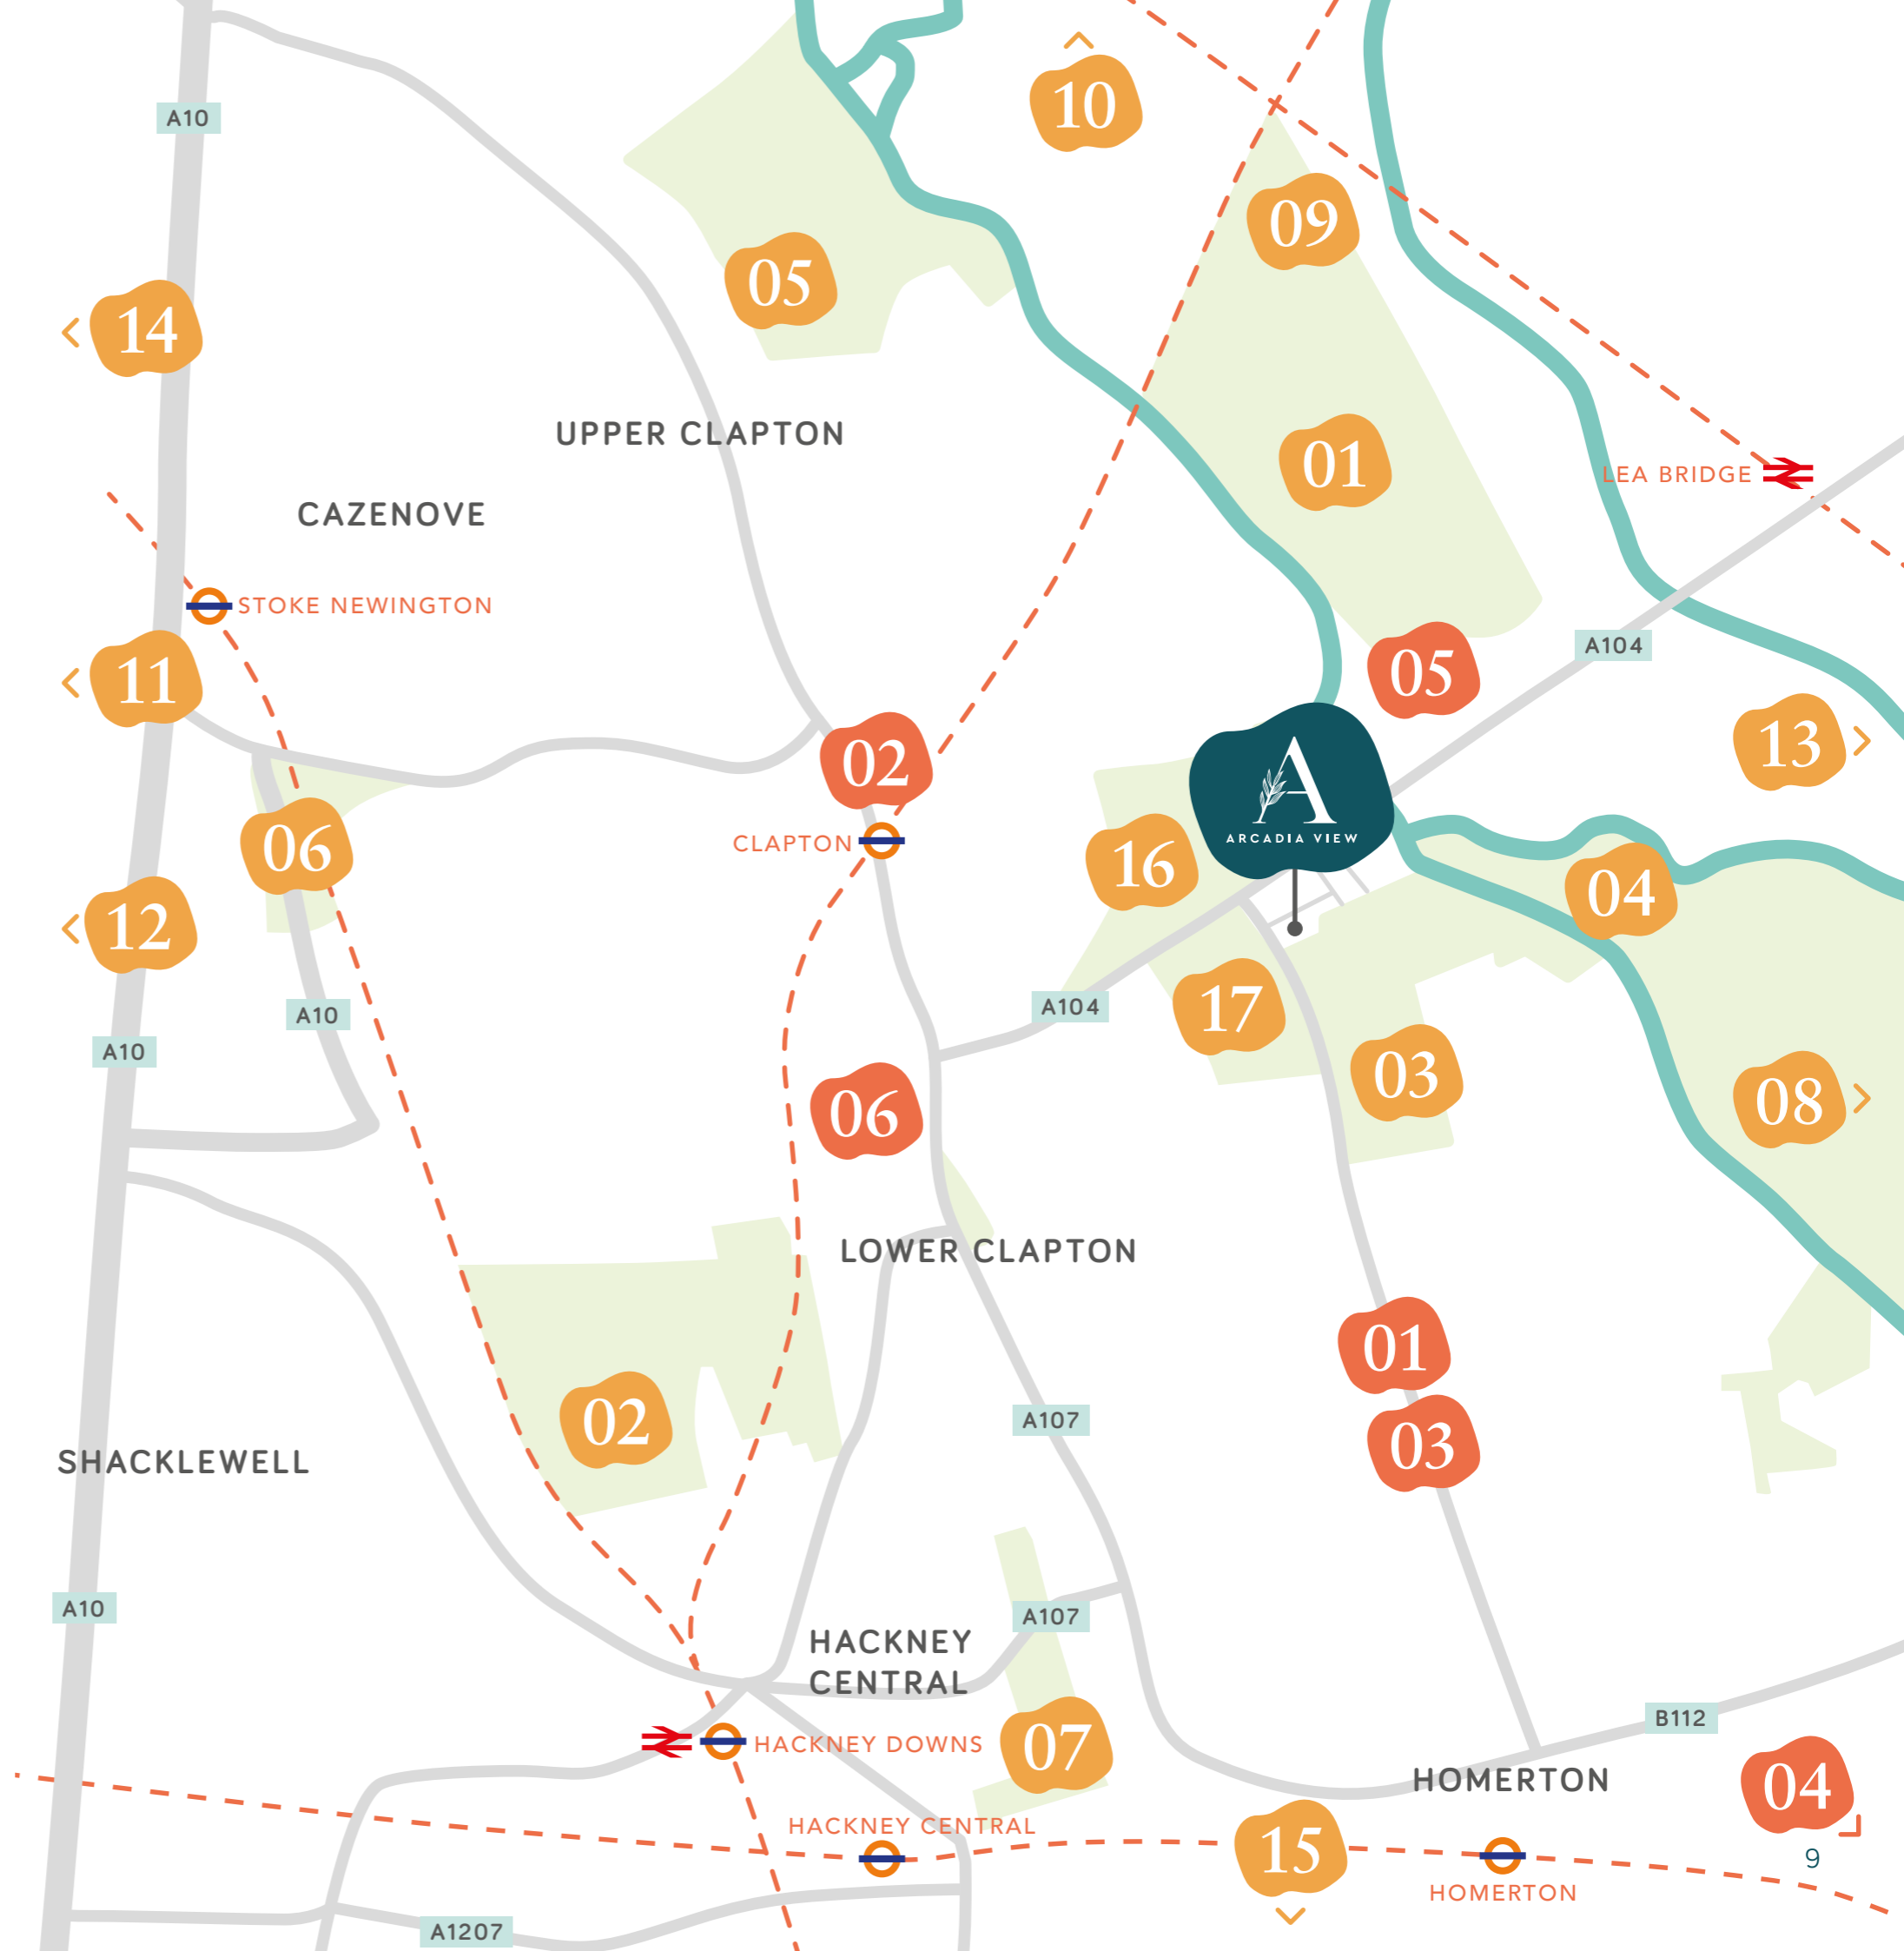 10
A10
09
05
14
UPPER CLAPTON
01
LEA BRIDGE
CAZENOVE
STOKE NEWINGTON
A104
05
11
13
02
A
ARCADIA VIEW
CLAPTON
06
16
04
12
A104
17
A10
A10
03
08
06
LOWER CLAPTON
01
02
A107
03
SHACKLEWELL
A10
A107
HACKNEY
CENTRAL
B112
HACKNEY DOWNS
07
HOMERTON
04
HACKNEY CENTRAL
15
9
HOMERTON
A1207